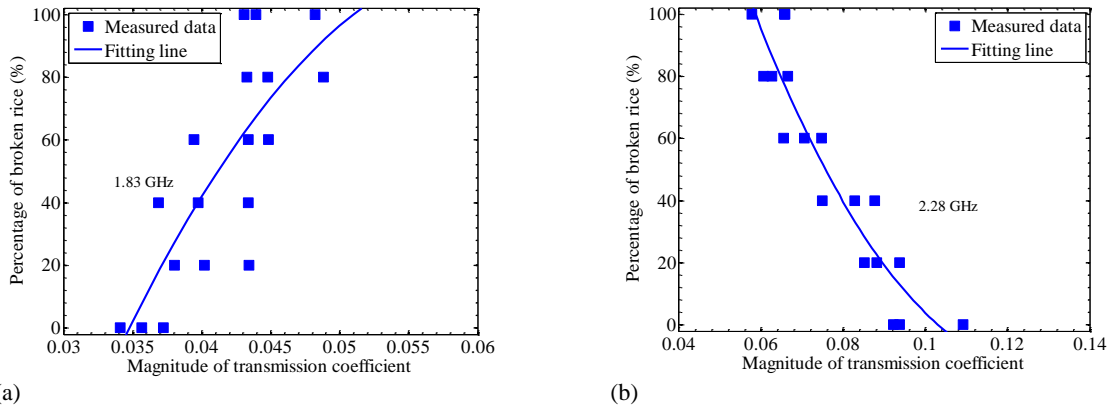 100
80
60
40
20
0
Percentage of broken rice (%)
Measured data
Fitting line
1.83 GHz
0.03 0.035 0.04 0.045 0.05 0.055 0.06
Magnitude of transmission coefficient
(a)
100
80
60
40
20
0
Percentage of broken rice (%)
Measured data
Fitting line
2.28 GHz
0.04 0.06 0.08 0.1 0.12 0.14
Magnitude of transmission coefficient
(b)